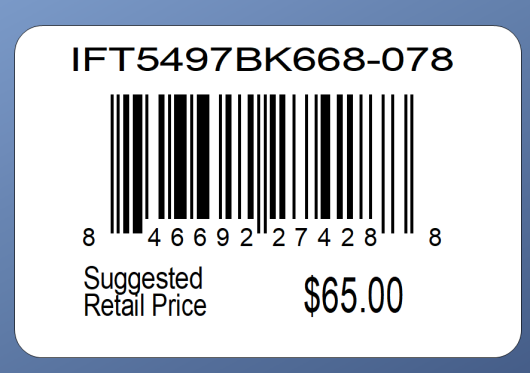 IFT5497BK668-078
8 46692 27428 8
Suggested
Retail Price
$65.00